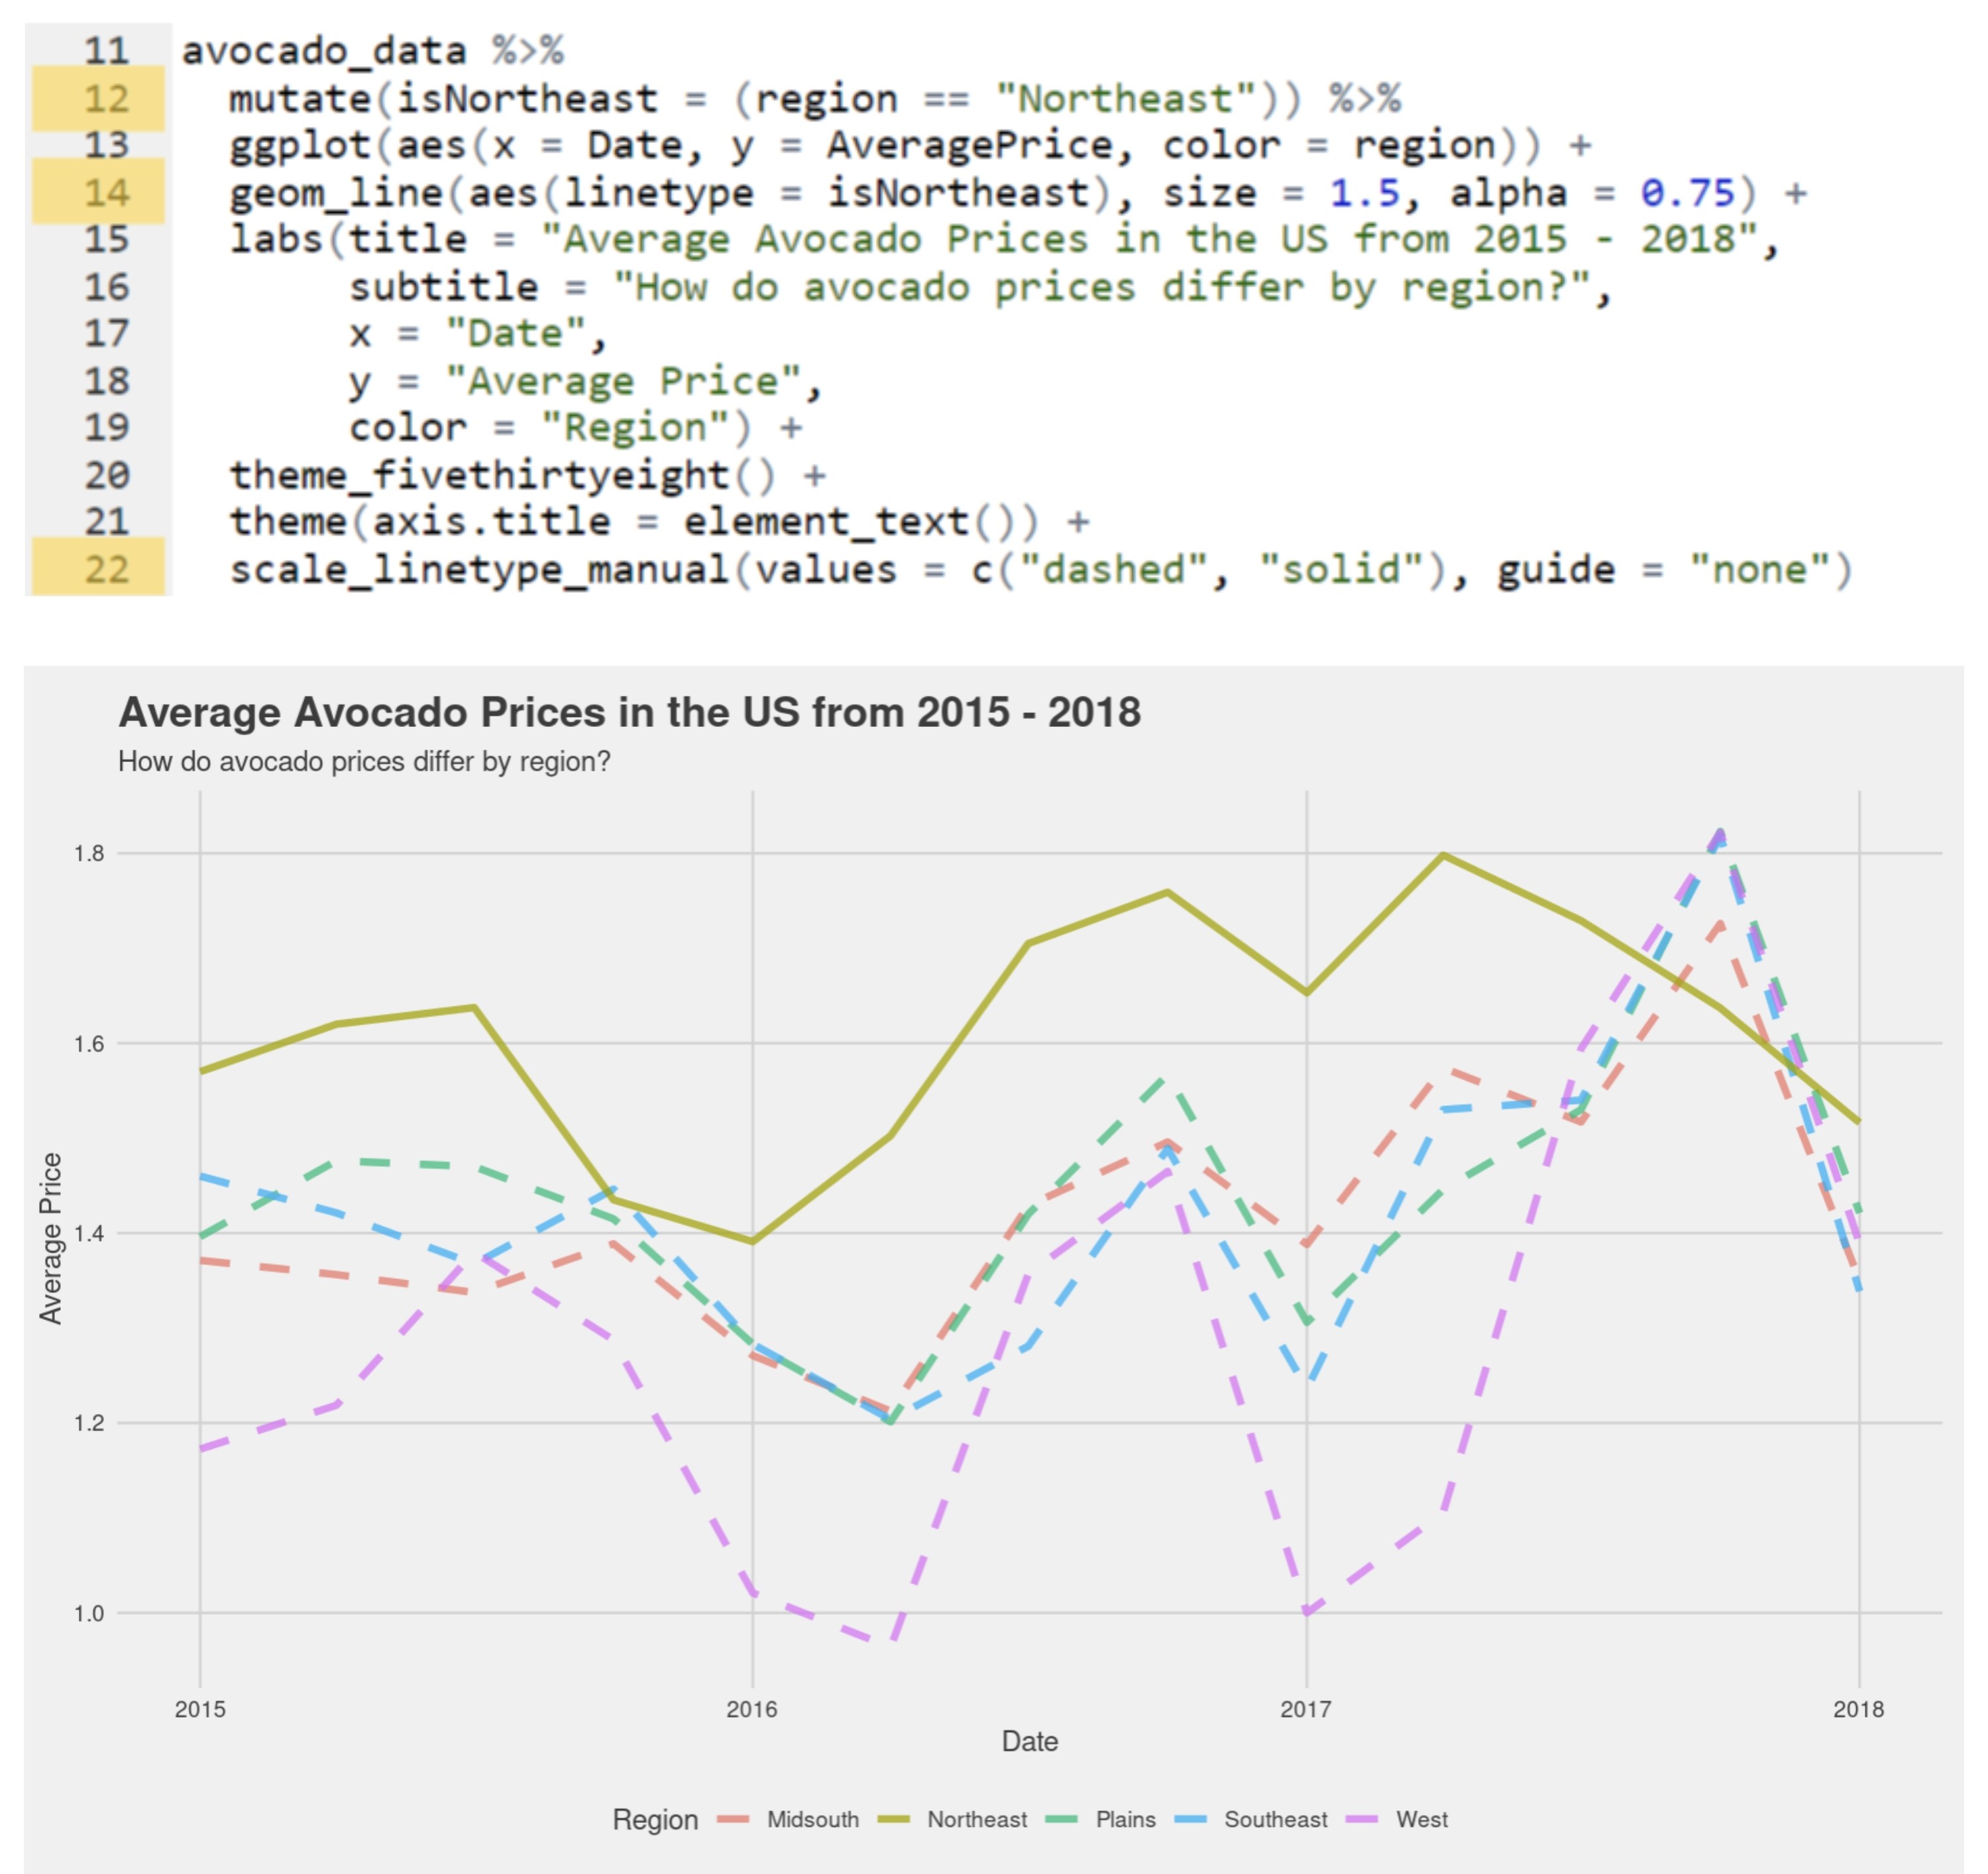 11 avocado_data %>%
12 mutate(isNortheast = (region == "Northeast")) %>%
13 ggplot(aes(x = Date, y = AveragePrice, color = region)) +
14 geom_line(aes(linetype = isNortheast), size = 1.5, alpha = 0.75) +
15 labs(title = "Average Avocado Prices in the US from 2015 - 2018",
16 subtitle = "How do avocado prices differ by region?",
17 x = "Date",
18 y = "Average Price",
19 color = "Region") +
20 theme_fivethirtyeight() +
21 theme(axis.title = element_text()) +
22 scale_linetype_manual(values = c("dashed", "solid"), guide = "none")
Average Avocado Prices in the US from 2015 - 2018
How do avocado prices differ by region?
Average Price
1.8
1.6
1.4
1.2
1.0
2015 2016 2017 2018
Date
Region Midsouth Northeast Plains Southeast West